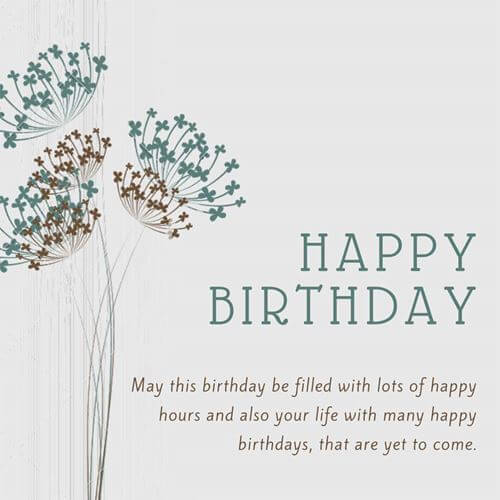 HAPPY
BIRTHDAY
May this birthday be filled with lots of happy
hours and also your life with many happy
birthdays, that are yet to come.